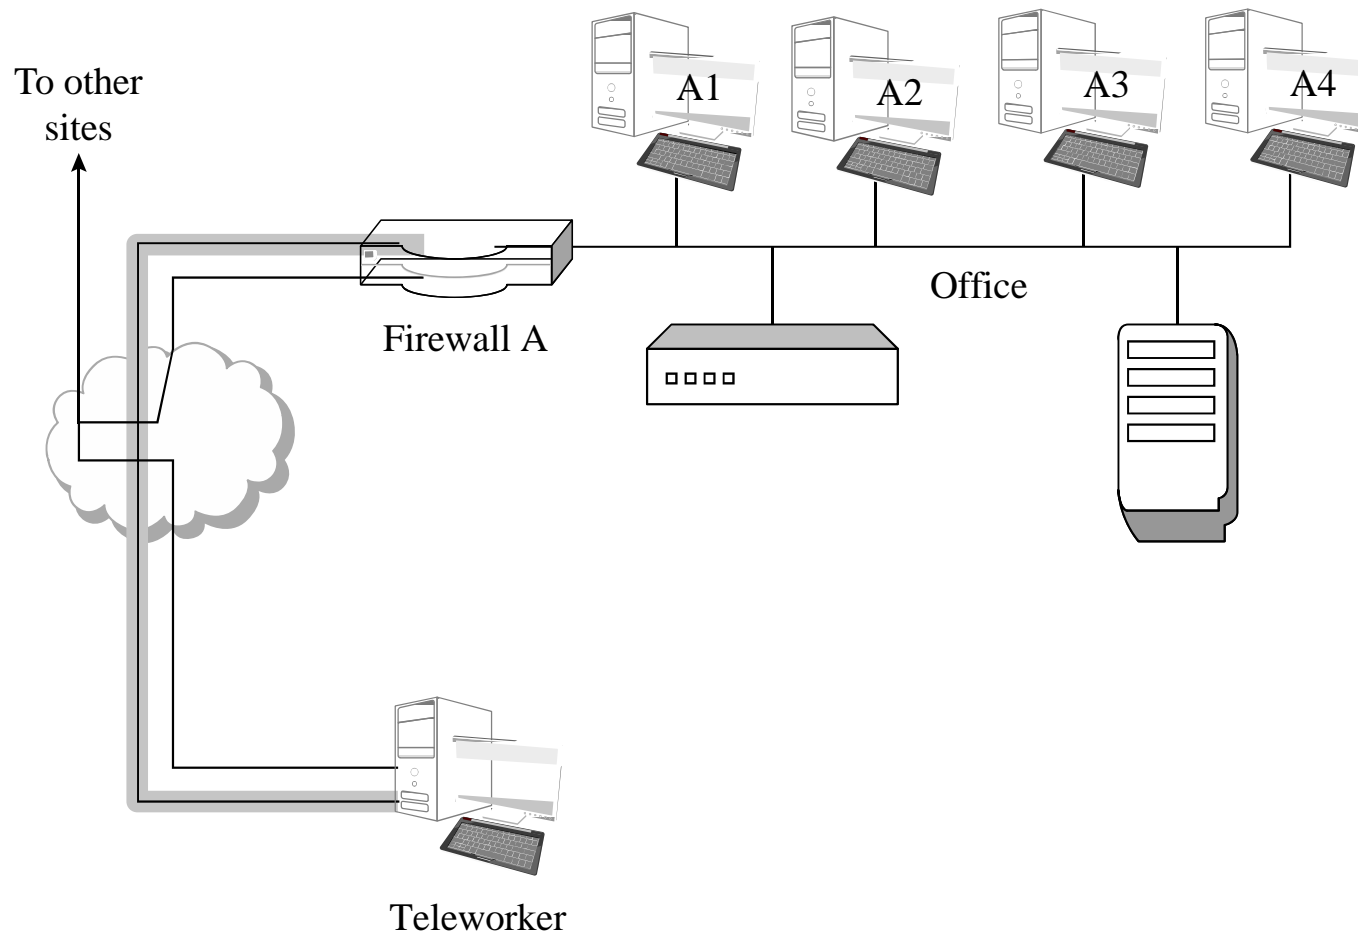 To other
sites
A1
A2
A3
A4
Firewall A
Office
Teleworker